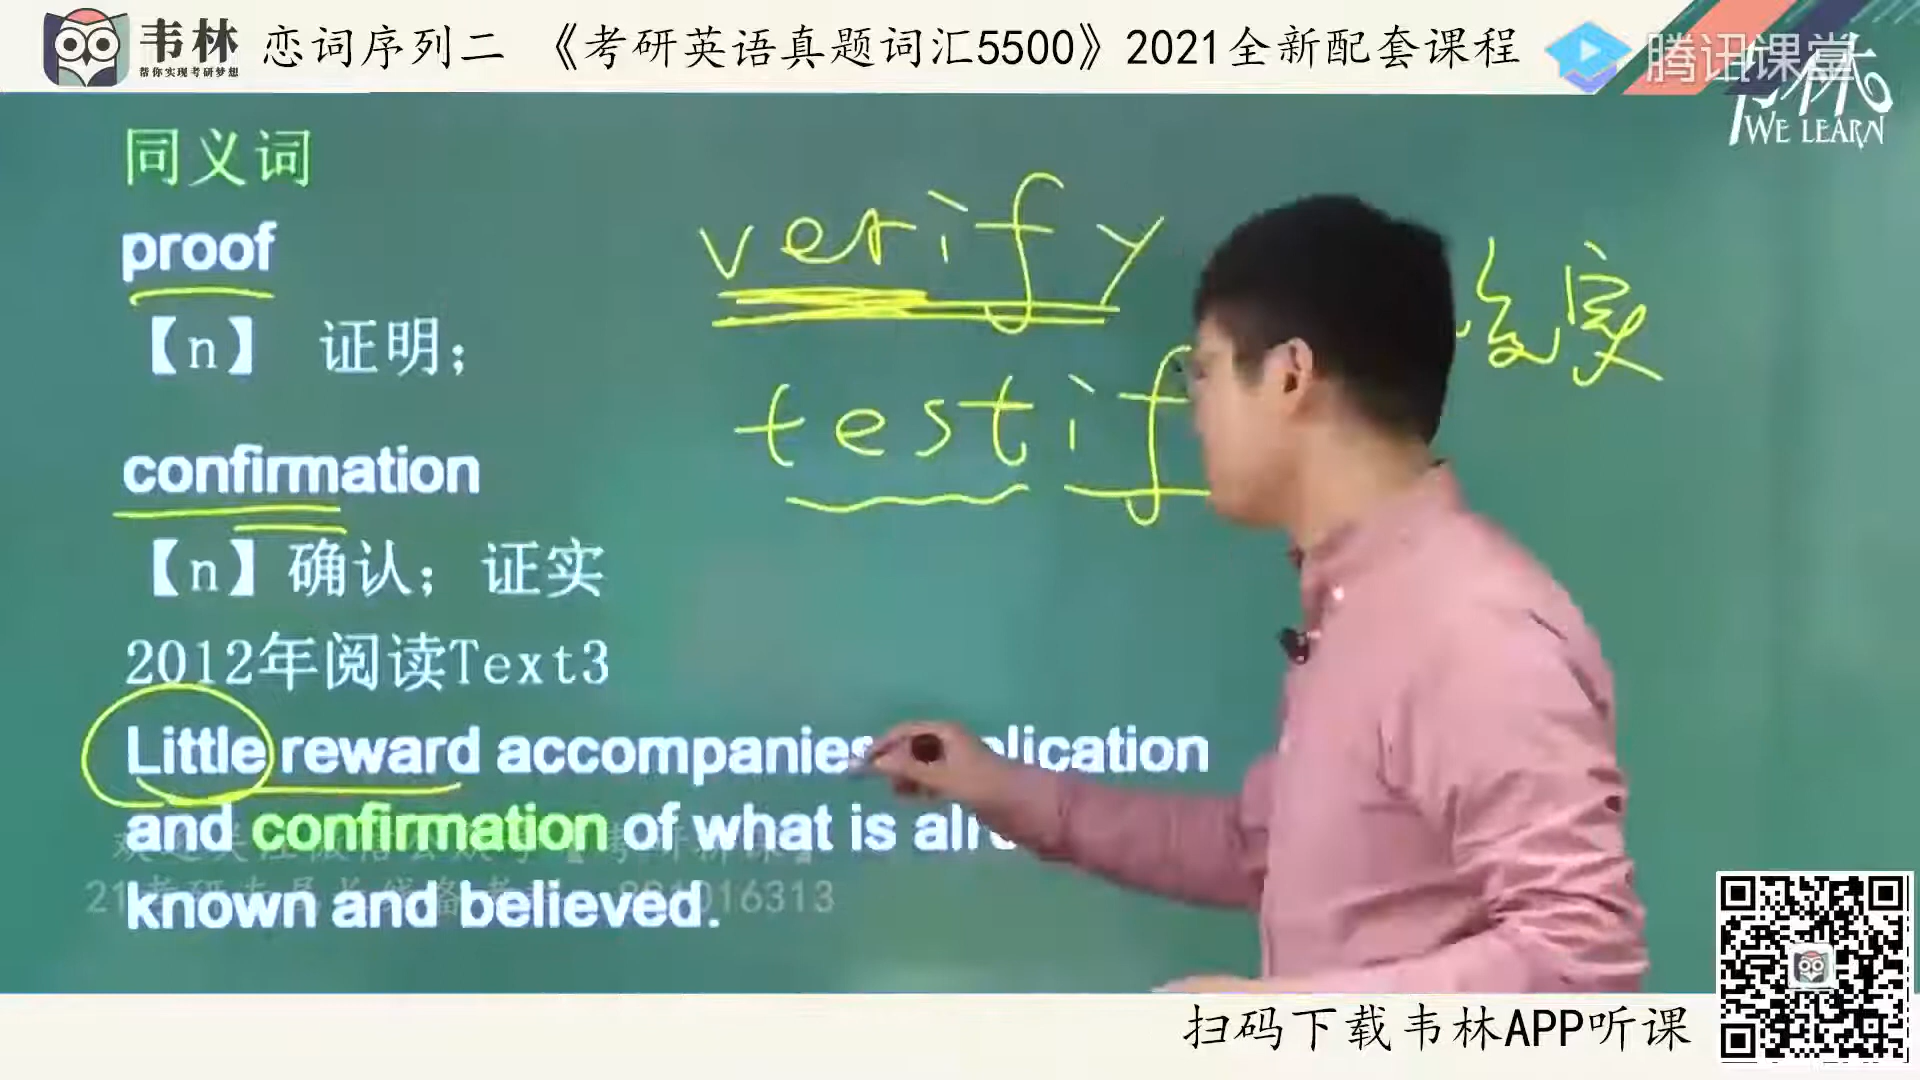 韦林
帮你实现考研梦想
恋词序列二 《考研英语真题词汇5500》2021全新配套课程
腾讯课堂
韦林
WE LEARN
同义词
proof
【n】 证明；
confirmation
【n】确认；证实
2012年阅读Text3
Little reward accompanies
and confirmation of what is
known and believed.
verify
实
扫码下载韦林APP听课